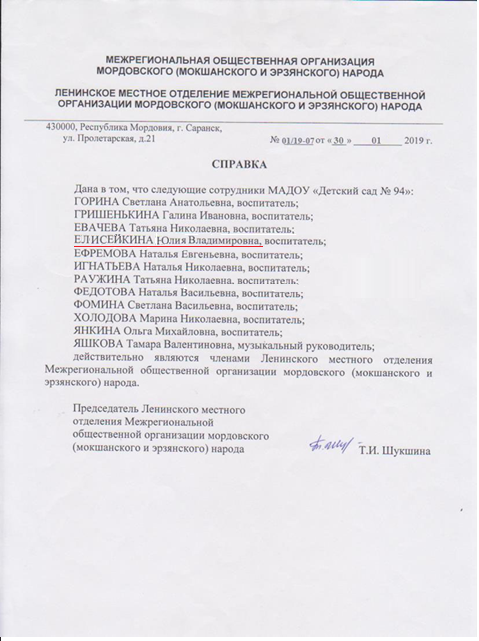 МЕЖРЕГИОНАЛЬНАЯ ОБЩЕСТВЕННАЯ ОРГАНИЗАЦИЯ
МОРДОВСКОГО (МОКШАНСКОГО И ЭРЗЯНСКОГО) НАРОДА
ЛЕНИНСКОЕ МЕСТНОЕ ОТДЕЛЕНИЕ МЕЖРЕГИОНАЛЬНОЙ ОБЩЕСТВЕННОЙ
ОРГАНИЗАЦИИ МОРДОВСКОГО (МОКШАНСКОГО И ЭРЗЯНСКОГО) НАРОДА
430000, Республика Мордовия, г. Саранск,
ул. Пролетарская, д.21
№ 01/19-07 от « 30 » 01 2019 г.
СПРАВКА
Дана в том, что следующие сотрудники МАДОУ «Детский сад № 94»:
ГОРИНА Светлана Анатольевна, воспитатель;
ГРИШЕНЬКИНА Галина Ивановна, воспитатель;
ЕВАЧЕВА Татьяна Николаевна, воспитатель;
ЕЛИСЕЙКИНА Юлия Владимировна, воспитатель;
ЕФРЕМОВА Наталья Евгеньевна, воспитатель;
ИГНАТЬЕВА Наталья Николаевна, воспитатель;
РАУЖИНА Татьяна Николаевна. воспитатель:
ФЕДОТОВА Наталья Васильевна, воспитатель;
ФОМИНА Светлана Васильевна, воспитатель;
ХОЛОДОВА Марина Николаевна, воспитатель;
ЯНКИНА Ольга Михайловна, воспитатель;
ЯШКОВА Тамара Валентиновна, музыкальный руководитель;
действительно являются членами Ленинского местного отделения
Межрегиональной общественной организации мордовского (мокшанского и
эрзянского) народа.
Председатель Ленинского местного
отделения Межрегиональной
общественной организации мордовского
(мокшанского и эрзянского) народа
Т.И. Шукшина